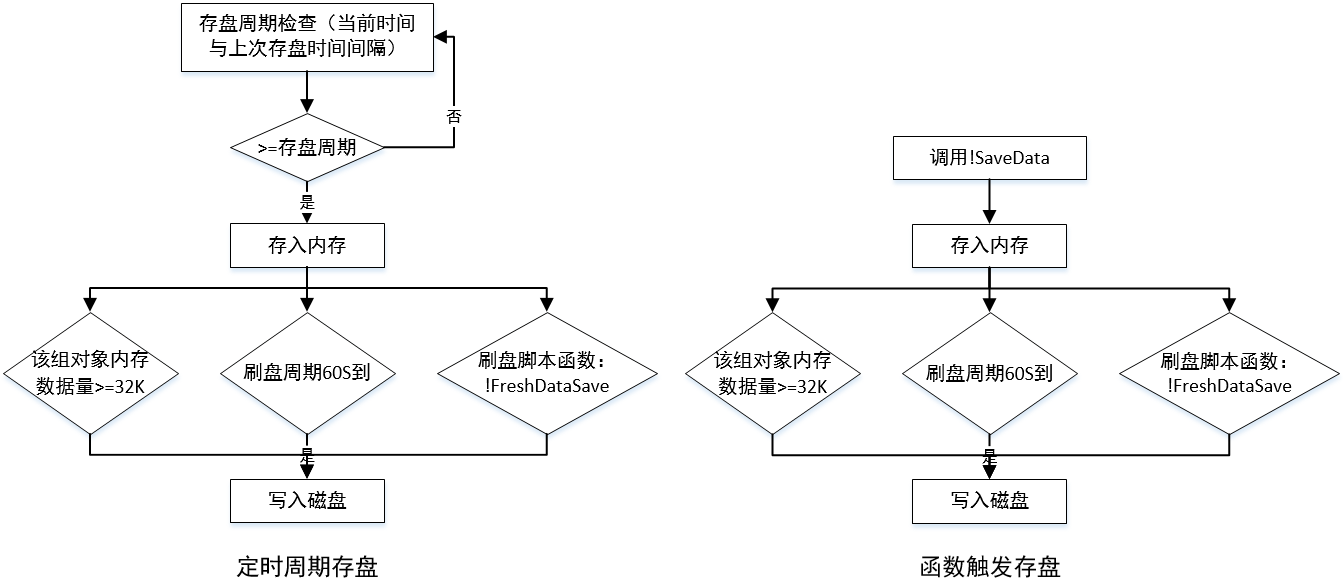 存盘周期检查（当前时间
与上次存盘时间间隔）
否
>=存盘周期
是
存入内存
该组对象内存
数据量>=32K
刷盘周期60S到
刷盘脚本函数：
!FreshDataSave
是
写入磁盘
定时周期存盘
调用!SaveData
存入内存
该组对象内存
数据量>=32K
刷盘周期60S到
刷盘脚本函数：
!FreshDataSave
是
写入磁盘
函数触发存盘